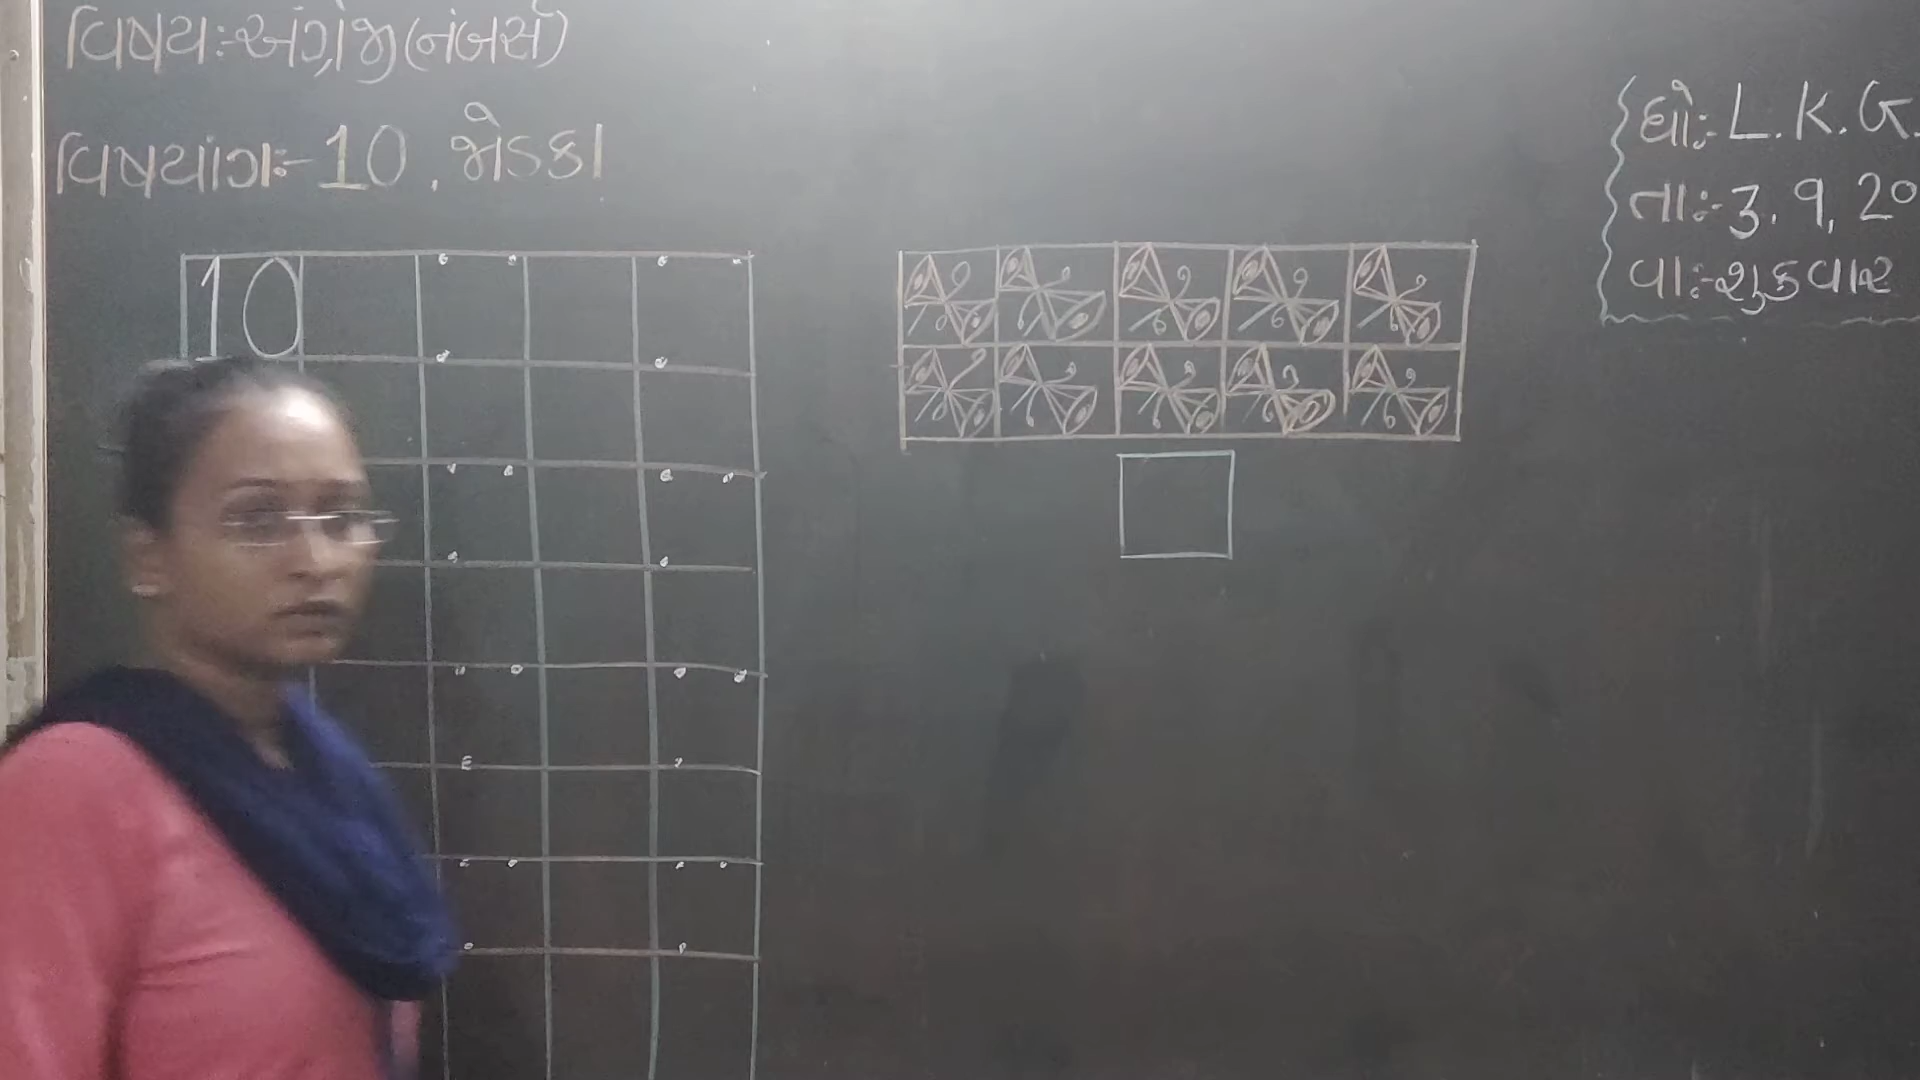 વિષય:-અંગ્રેજી(નંબર્સ)
વિષયાંગ:-10, જોડકા
ધો:-L.K.G.
તા:-3.9,20
વા:-શુક્રવાર
10